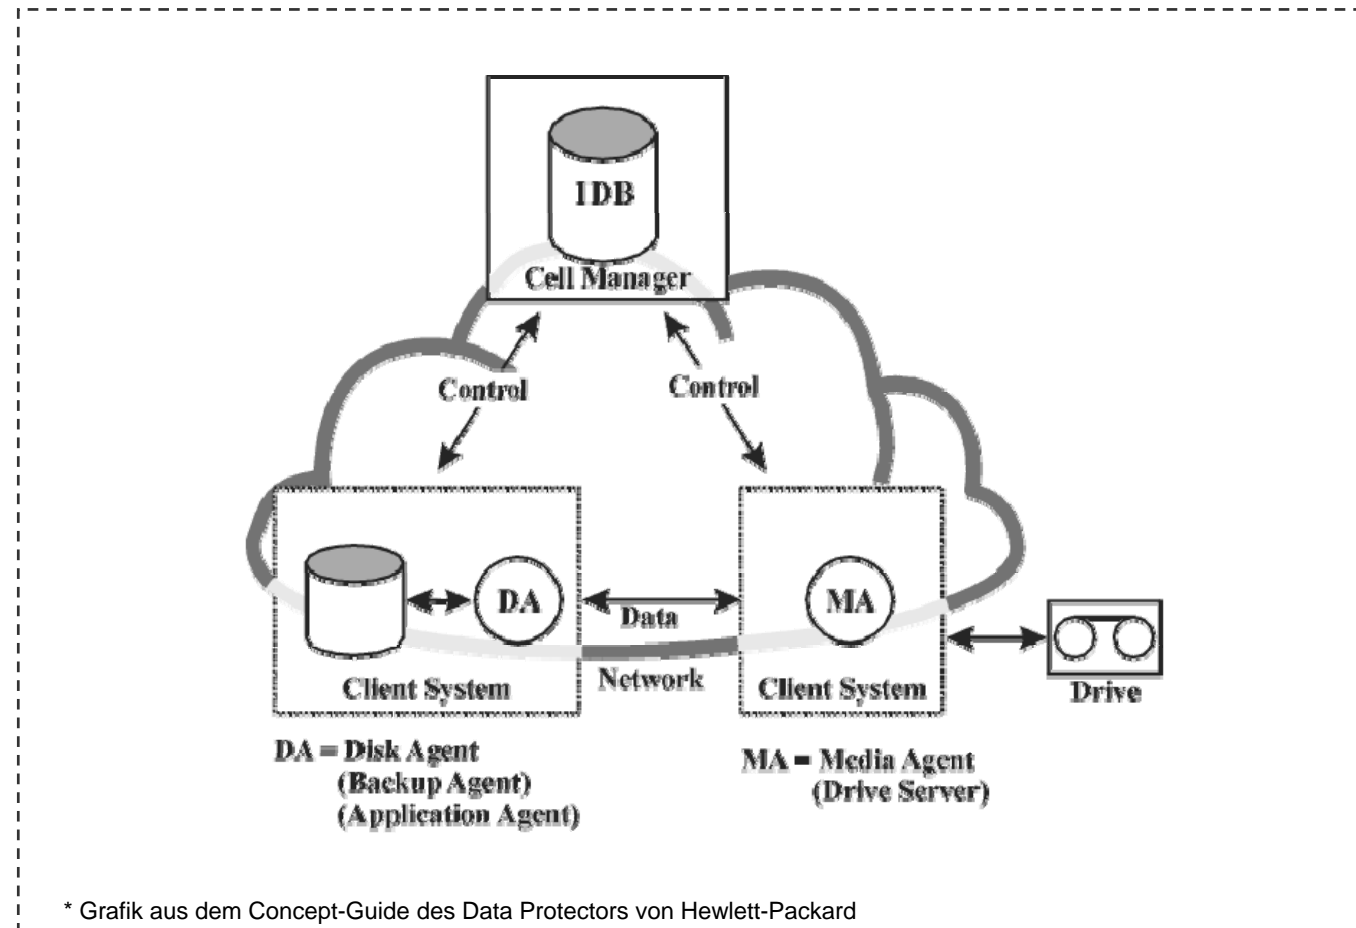 IDB
Cell Manager
Control
Control
DA
Data
MA
Client System
Network
Client System
Drive
DA = Disk Agent
(Backup Agent)
(Application Agent)
MA = Media Agent
(Drive Server)
* Grafik aus dem Concept-Guide des Data Protectors von Hewlett-Packard